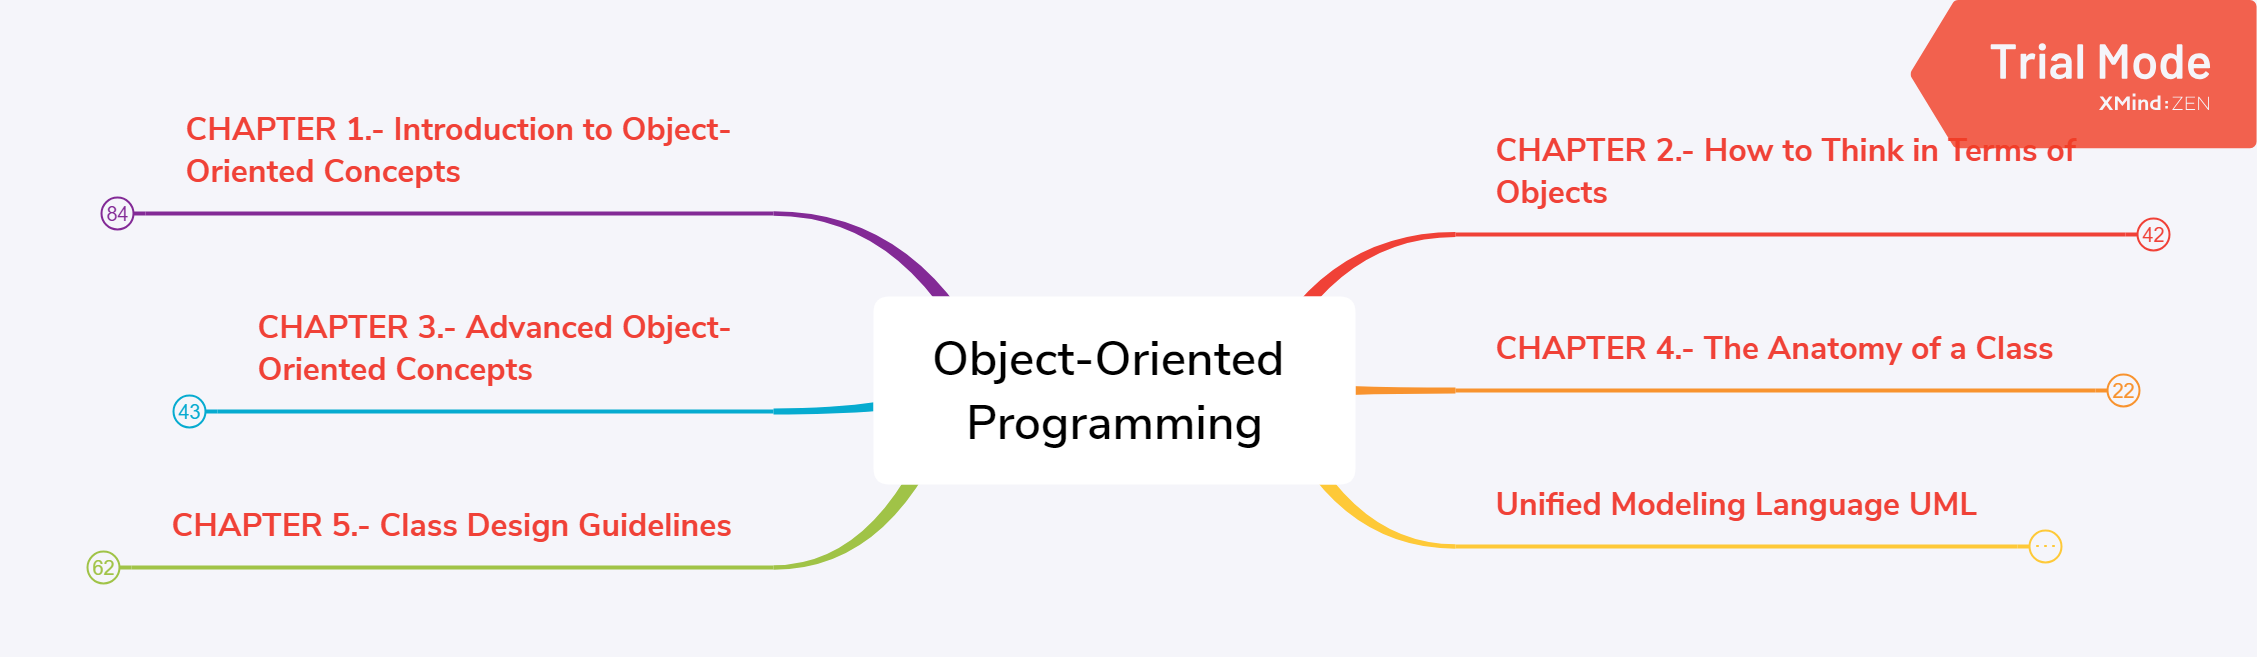 Trial Mode
XMind:ZEN
CHAPTER 1.- Introduction to Object-
Oriented Concepts
84
CHAPTER 2.- How to Think in Terms of
Objects
42
CHAPTER 3.- Advanced Object-
Oriented Concepts
43
Object-Oriented
Programming
CHAPTER 4.- The Anatomy of a Class
22
CHAPTER 5.- Class Design Guidelines
62
Unified Modeling Language UML
...